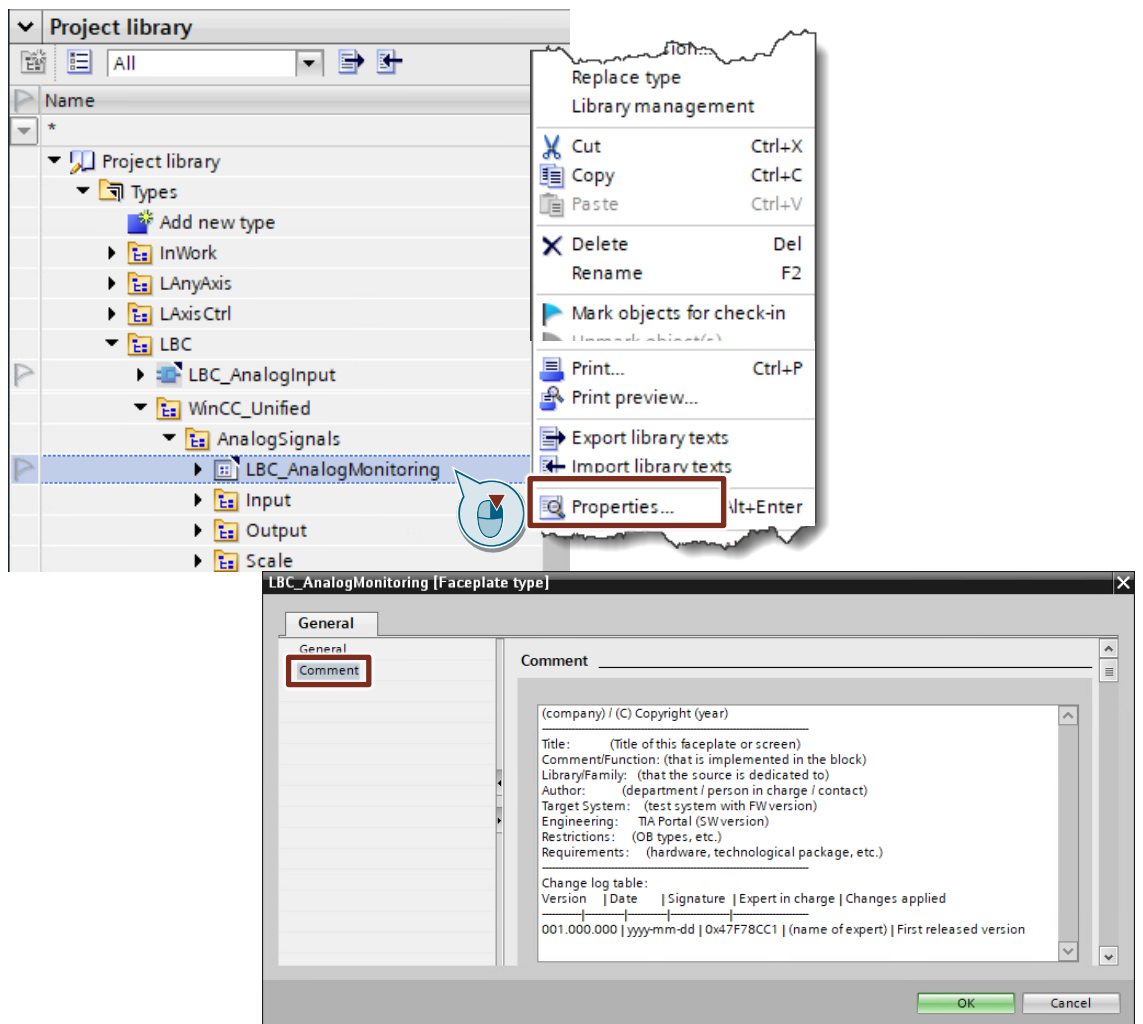 Project library
All
Name
*
Project library
Types
Add new type
InWork
LAnyAxis
LAxisCtrl
LBC
LBC_AnalogInput
WinCC_Unified
AnalogSignals
LBC_AnalogMonitoring
Input
Output
Scale
Replace type
Library management
Cut Ctrl+X
Copy Ctrl+C
Paste Ctrl+V
Delete Del
Rename F2
Mark objects for check-in
Unmark object(s)
Print... Ctrl+P
Print preview...
Export library texts
Import library texts
Properties... Alt+Enter
LBC_AnalogMonitoring [Faceplate type]
General
General
Comment
Comment
(company) / (C) Copyright (year)
Title: (Title of this faceplate or screen)
Comment/Function: (that is implemented in the block)
Library/Family: (that the source is dedicated to)
Author: (department / person in charge / contact)
Target System: (test system with FW version)
Engineering: TIA Portal (SW version)
Restrictions: (OB types, etc.)
Requirements: (hardware, technological package, etc.)
Change log table:
Version | Date | Signature | Expert in charge | Changes applied
001.000.000 | yyyy-mm-dd | 0x47F78CC1 | (name of expert) | First released version
OK Cancel